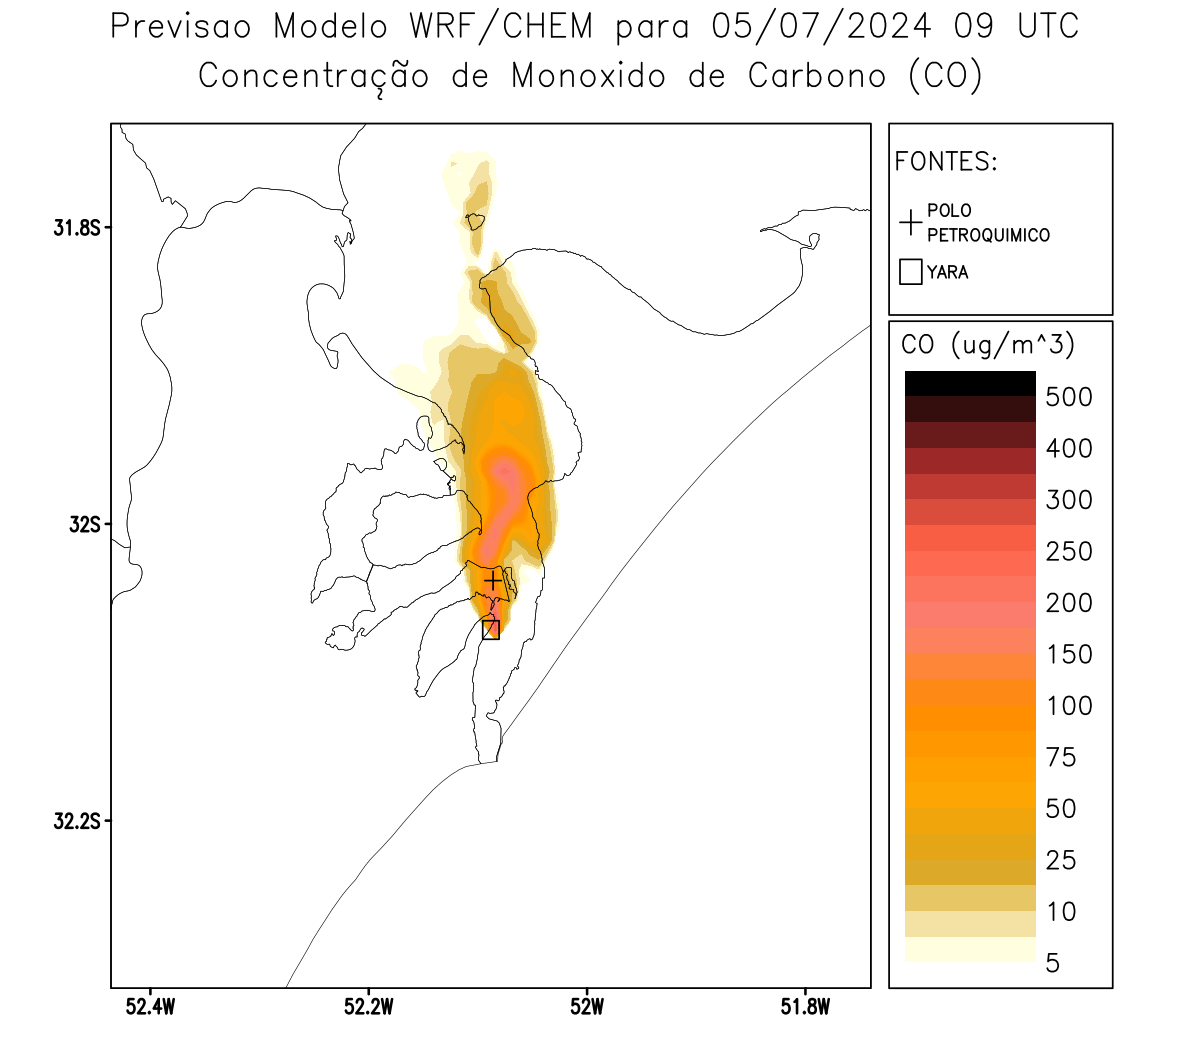 Previsao Modelo WRF/CHEM para 05/07/2024 09 UTC
Concentração de Monoxido de Carbono (CO)
FONTES:
POLO
PETROQUIMICO
YARA
CO (ug/m^3)
500
400
300
250
200
150
100
75
50
25
10
5
31.8S
32S
32.2S
52.4W
52.2W
52W
51.8W